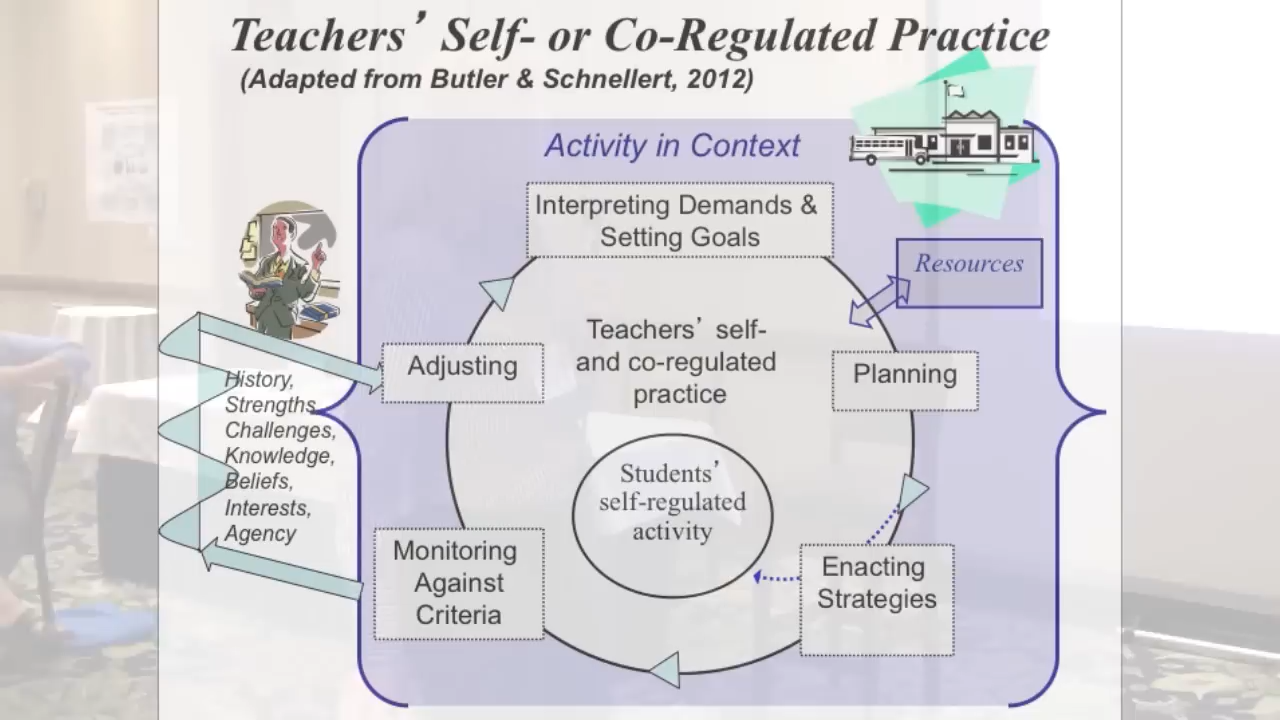 Teachers’ Self- or Co-Regulated Practice
(Adapted from Butler & Schnellert, 2012)
Activity in Context
Interpreting Demands &
Setting Goals
Resources
Teachers’ self-
and co-regulated
practice
Adjusting
Planning
History,
Strengths
Challenges,
Knowledge,
Beliefs,
Interests,
Agency
Students’
self-regulated
activity
Monitoring
Against
Criteria
Enacting
Strategies